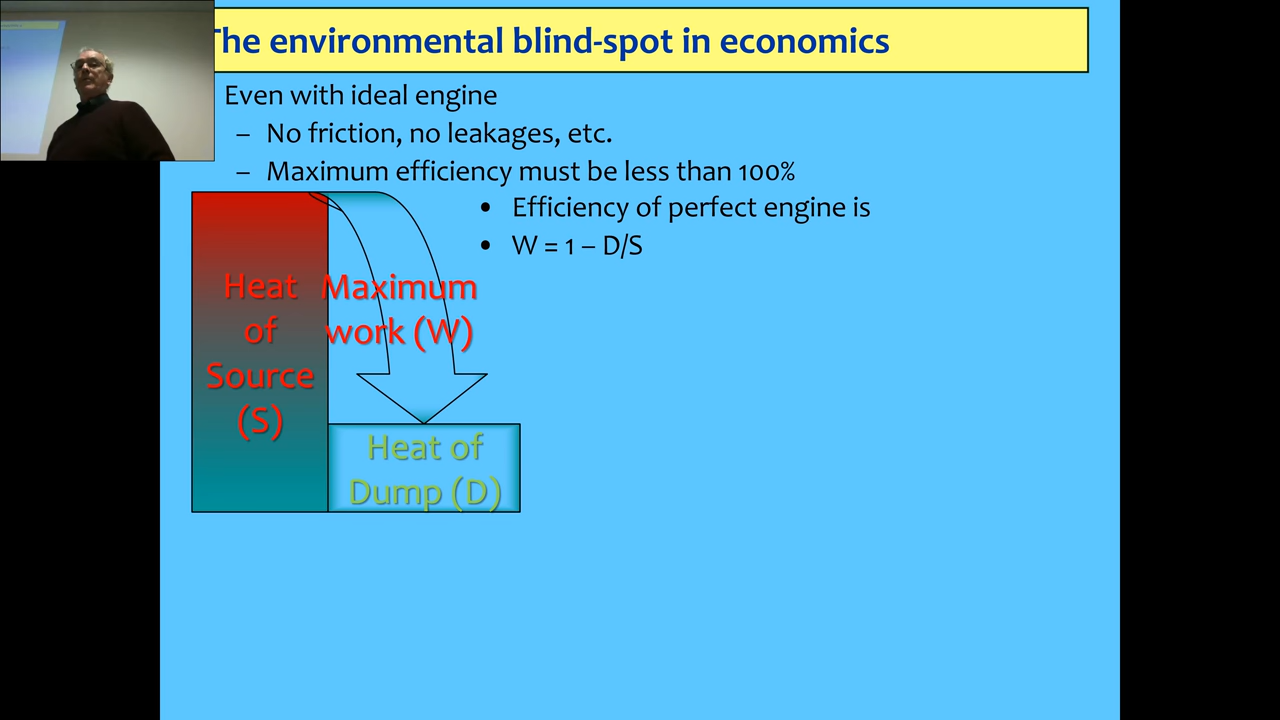 The environmental blind-spot in economics
Even with ideal engine
– No friction, no leakages, etc.
– Maximum efficiency must be less than 100%
• Efficiency of perfect engine is
• W = 1 – D/S
Heat
of
Source
(S)
Maximum
work (W)
Heat of
Dump (D)